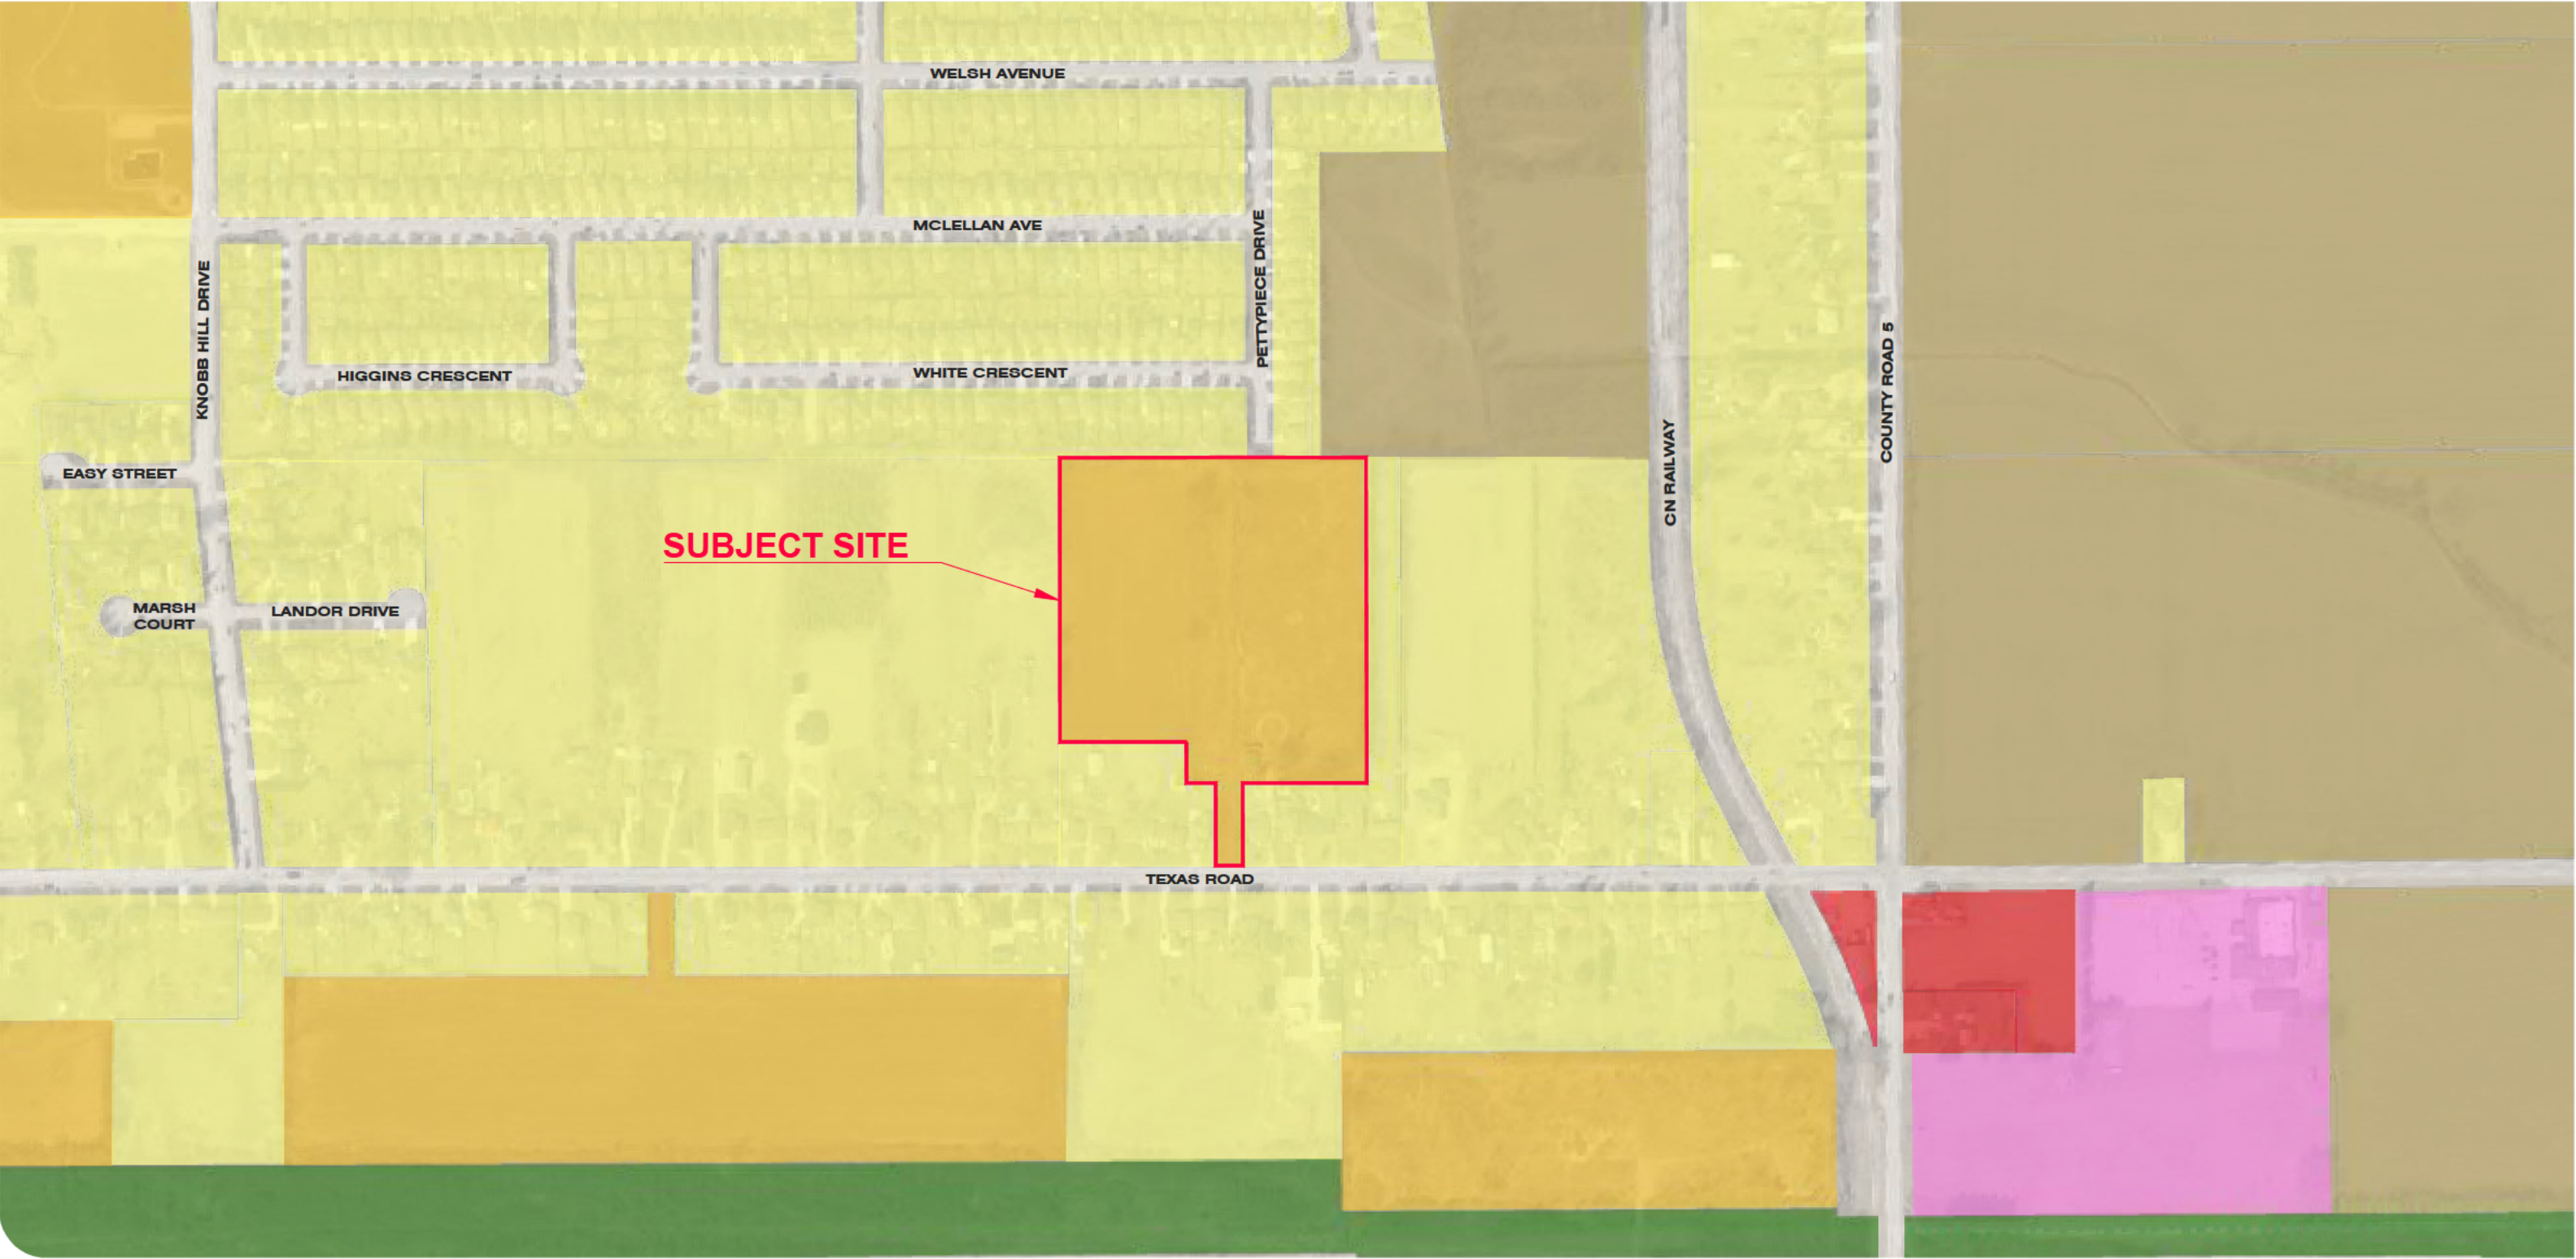 WELSH AVENUE
MCLELLAN AVE
KNOBB HILL DRIVE
PETTYPIECE DRIVE
HIGGINS CRESCENT
WHITE CRESCENT
COUNTY ROAD 5
CN RAILWAY
EASY STREET
SUBJECT SITE
MARSH
COURT
LANDOR DRIVE
TEXAS ROAD